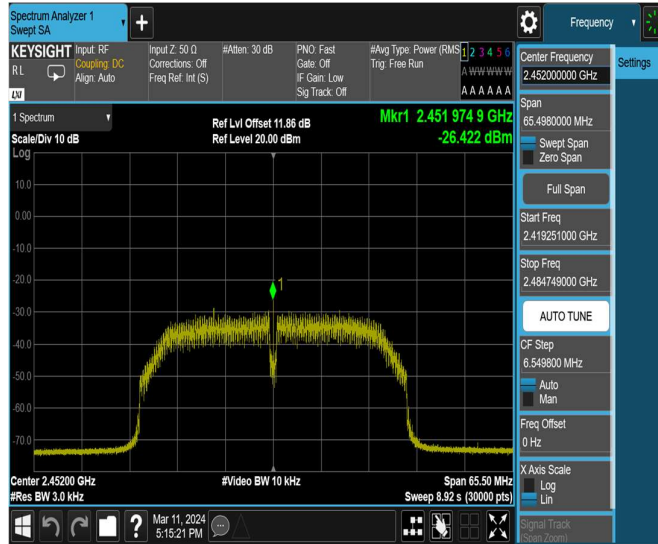 Spectrum Analyzer 1
Swept SA
+
Frequency
KEYSIGHT
RL
LXI
Input: RF
Coupling: DC
Align: Auto
Input Z: 50 Ω
Corrections: Off
Freq Ref: Int (S)
#Atten: 30 dB
PNO: Fast
Gate: Off
IF Gain: Low
Sig Track: Off
#Avg Type: Power (RMS
Trig: Free Run
1 2 3 4 5 6
A W W W W W
A A A A A A
1 Spectrum
Scale/Div 10 dB
Log
Ref Lvl Offset 11.86 dB
Ref Level 20.00 dBm
Mkr1 2.451 974 9 GHz
-26.422 dBm
10.0
0.00
-10.0
-20.0
-30.0
-40.0
-50.0
-60.0
-70.0
1
Center 2.45200 GHz
#Res BW 3.0 kHz
#Video BW 10 kHz
Span 65.50 MHz
Sweep 8.92 s (30000 pts)
?
Mar 11, 2024
5:15:21 PM
Center Frequency
2.452000000 GHz
Settings
Span
65.4980000 MHz
Swept Span
Zero Span
Full Span
Start Freq
2.419251000 GHz
Stop Freq
2.484749000 GHz
AUTO TUNE
CF Step
6.549800 MHz
Auto
Man
Freq Offset
0 Hz
X Axis Scale
Log
Lin
Signal Track
(Span Zoom)